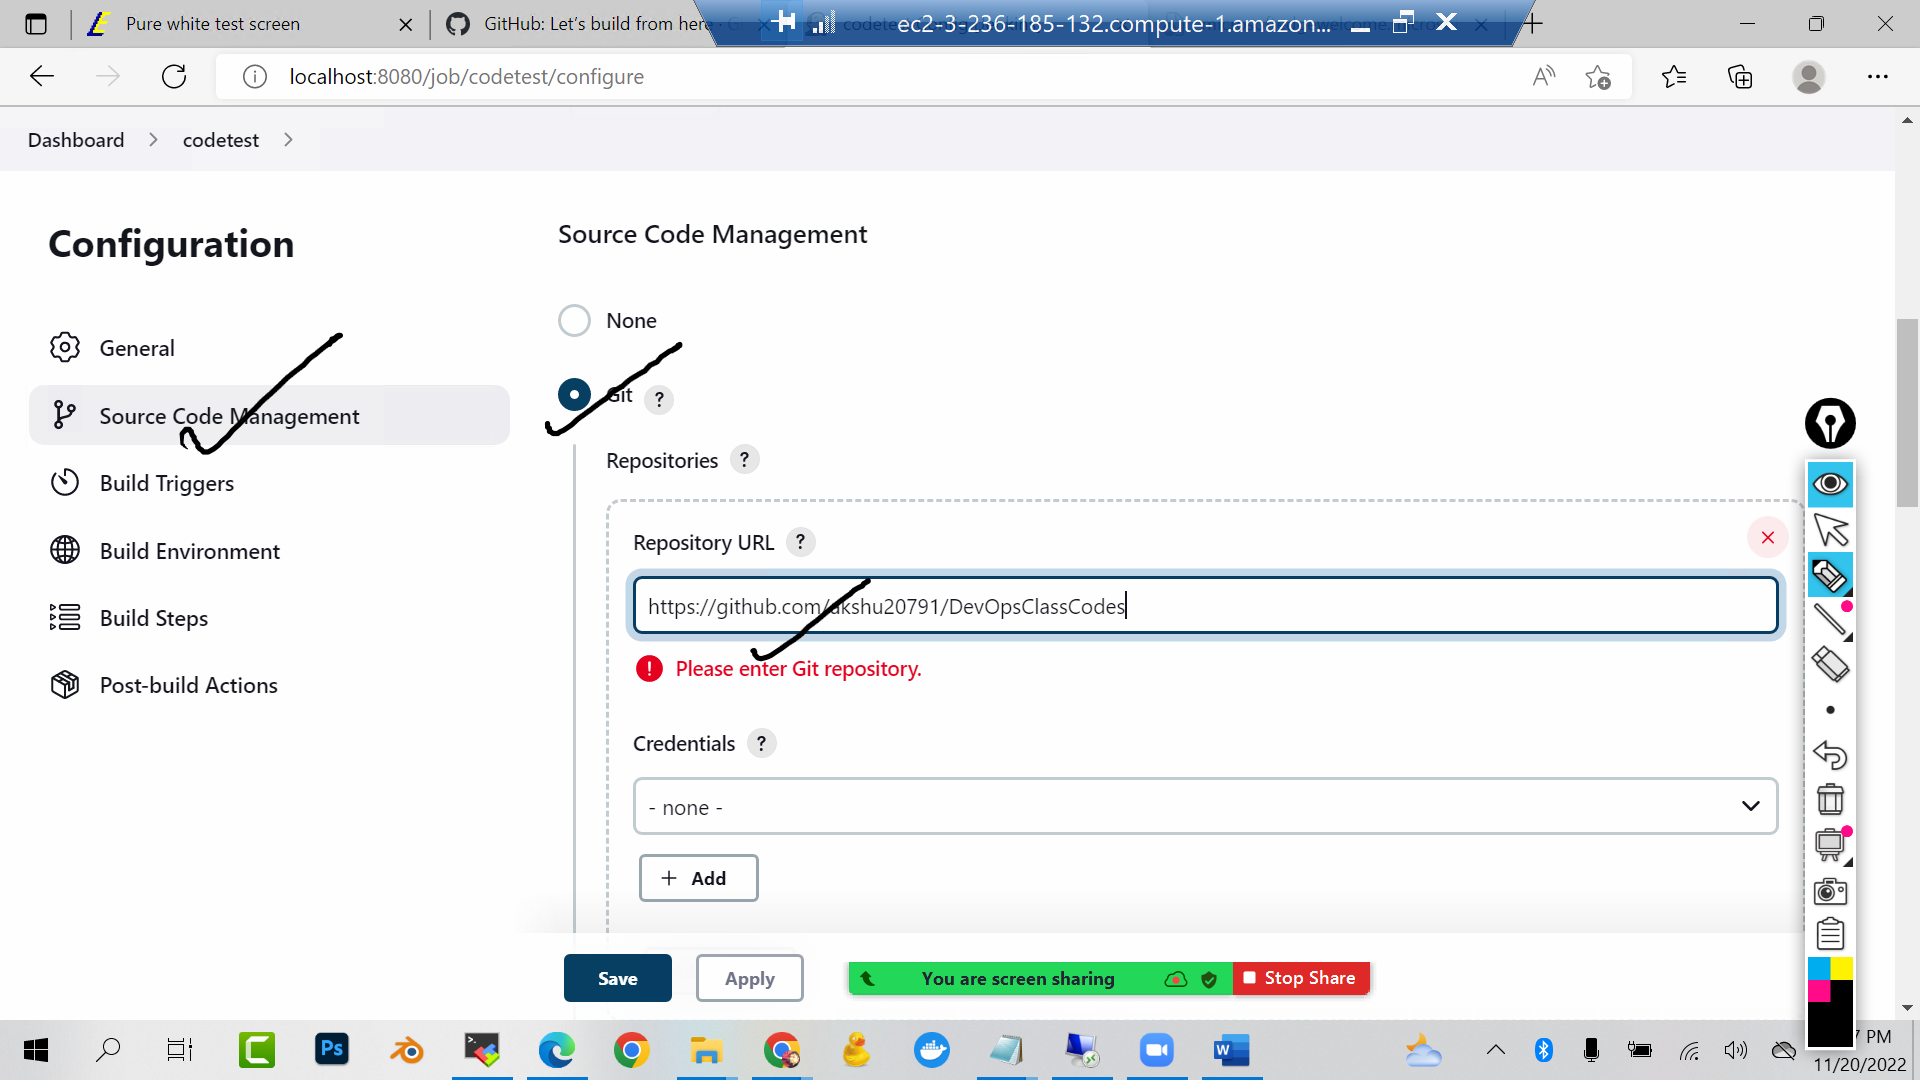 Pure white test screen
GitHub: Let's build from here · G
ec2-3-236-185-132.compute-1.amazon...
localhost:8080/job/codetest/configure
Dashboard
codetest
Configuration
General
Source Code Management
Build Triggers
Build Environment
Build Steps
Post-build Actions
Source Code Management
None
Git ?
Repositories ?
Repository URL ?
https://github.com/akshu20791/DevOpsClassCodes
Please enter Git repository.
Credentials ?
- none -
+ Add
Save
Apply
You are screen sharing
Stop Share
PM
11/20/2022